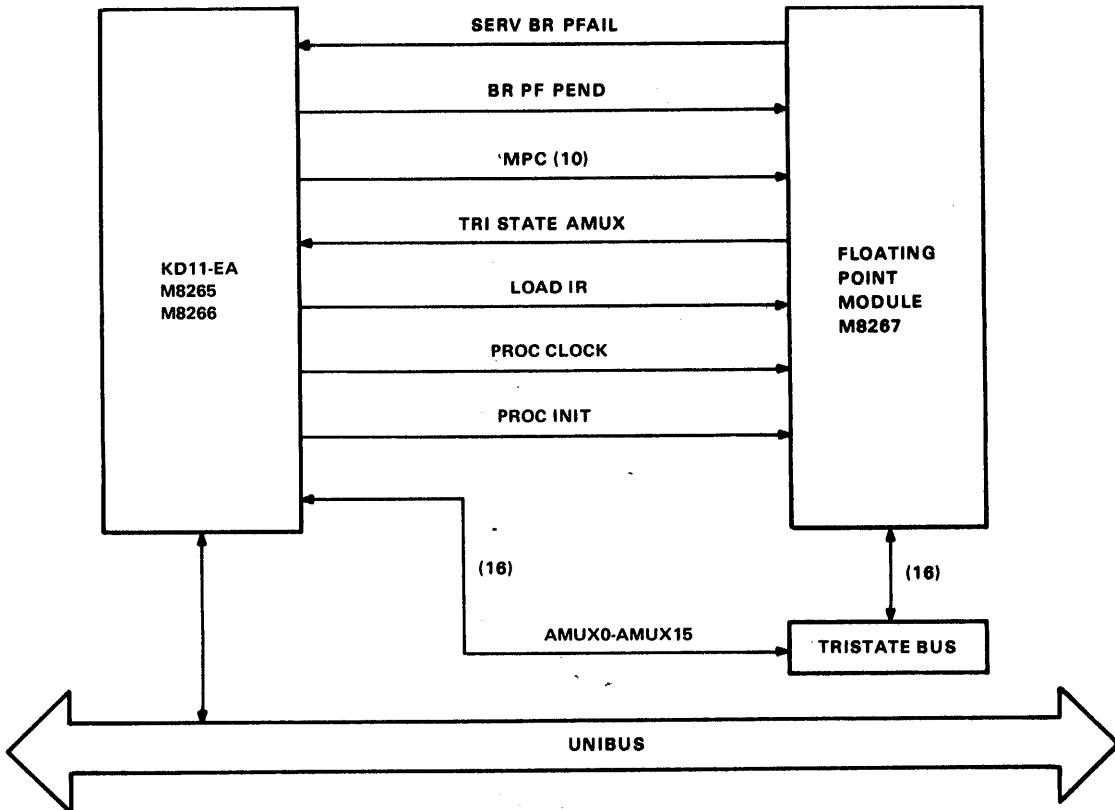 SERV BR PFAIL
BR PF PEND
MPC (10)
TRI STATE AMUX
KD11-EA
M8265
M8266
LOAD IR
PROC CLOCK
PROC INIT
FLOATING
POINT
MODULE
M8267
(16)
(16)
AMUX0-AMUX15
TRISTATE BUS
UNIBUS